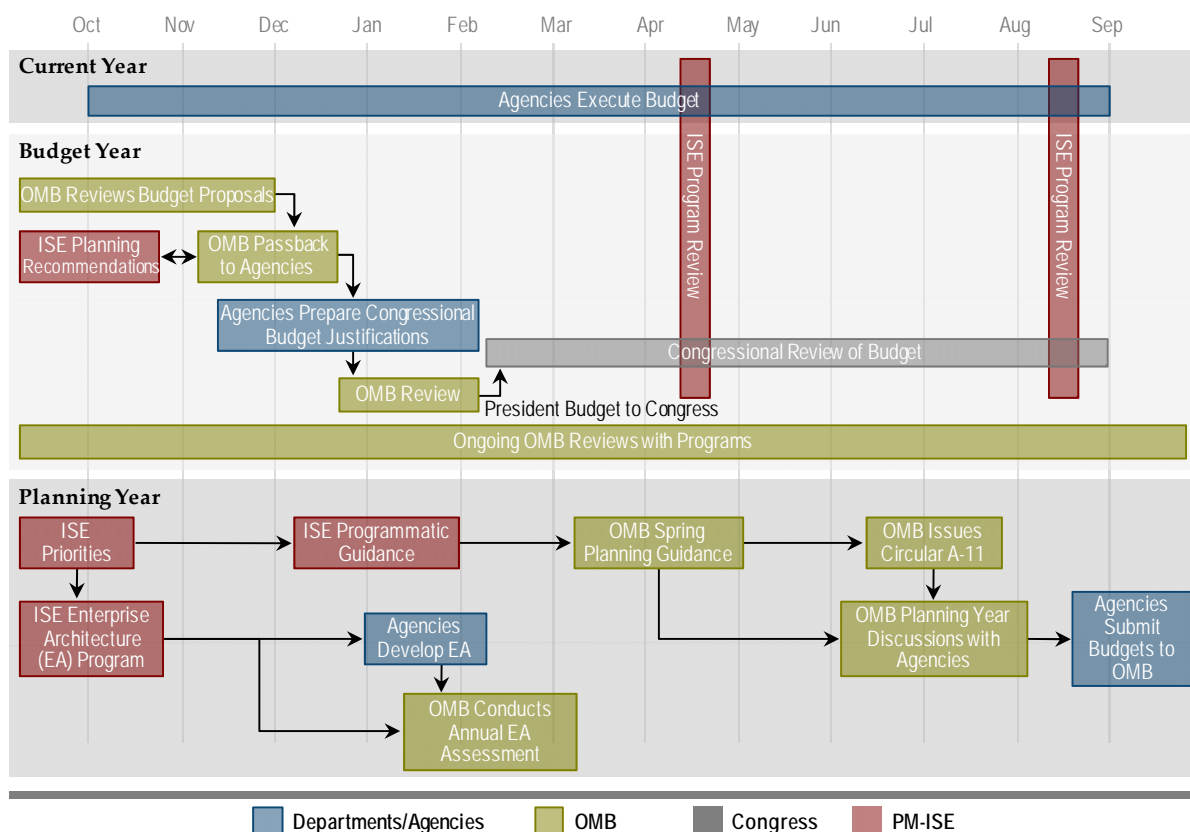 Oct Nov Dec Jan Feb Mar Apr May Jun Jul Aug Sep
Current Year
Agencies Execute Budget
Budget Year
OMB Reviews Budget Proposals
ISE Planning
Recommendations
OMB Passback
to Agencies
Agencies Prepare Congressional
Budget Justifications
Congressional Review of Budget
OMB Review
President Budget to Congress
ISE Program Review
ISE Program Review
Ongoing OMB Reviews with Programs
Planning Year
ISE
Priorities
ISE Programmatic
Guidance
OMB Spring
Planning Guidance
OMB Issues
Circular A-11
ISE Enterprise
Architecture
(EA) Program
Agencies
Develop EA
OMB Planning Year
Discussions with
Agencies
Agencies
Submit
Budgets to
OMB
OMB Conducts
Annual EA
Assessment
Departments/Agencies OMB Congress PM-ISE